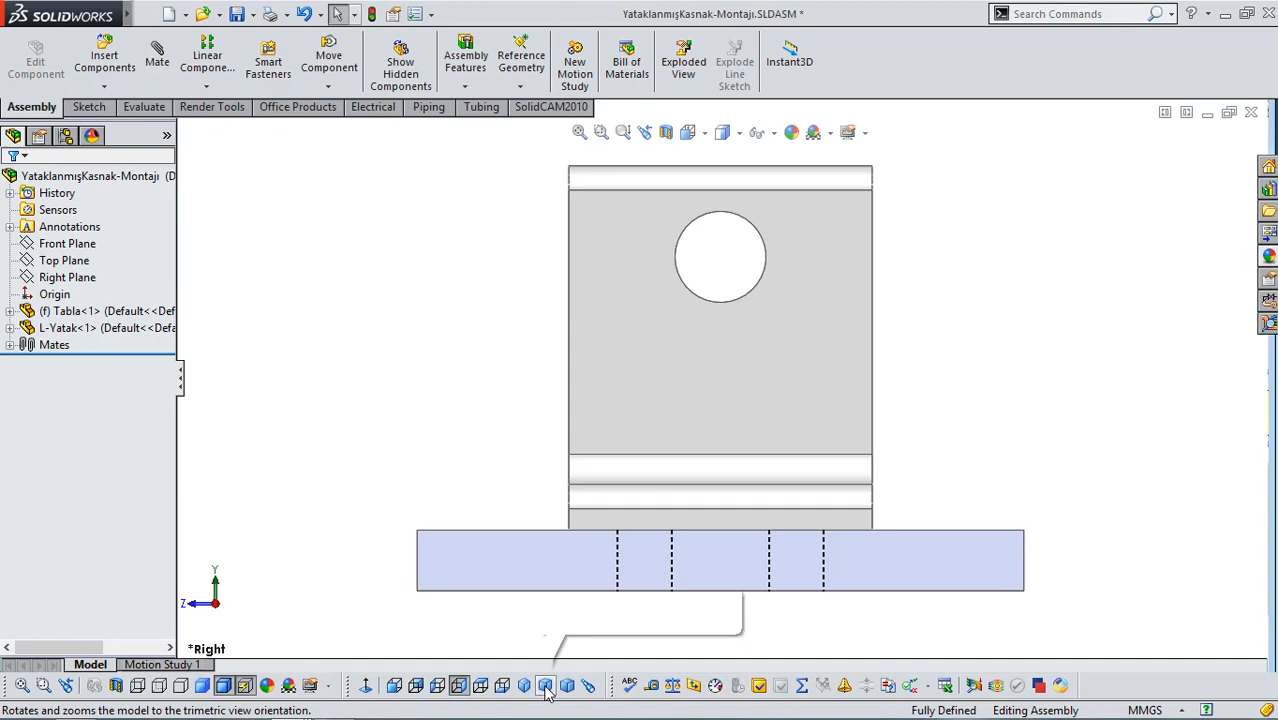 SOLIDWORKS
YataklanmışKasnak-Montajı.SLDASM *
Search Commands
Edit Component
Insert Components
Mate
Linear Compone...
Smart Fasteners
Move Component
Show Hidden Components
Assembly Features
Reference Geometry
New Motion Study
Bill of Materials
Exploded View
Explode Line Sketch
Instant3D
Assembly
Sketch
Evaluate
Render Tools
Office Products
Electrical
Piping
Tubing
SolidCAM2010
YataklanmışKasnak-Montajı (D
History
Sensors
Annotations
Front Plane
Top Plane
Right Plane
Origin
(f) Tabla<1> (Default<<Def
L-Yatak<1> (Default<<Defa
Mates
Y
Z
*Right
Model
Motion Study 1
ABC
Rotates and zooms the model to the trimetric view orientation.
Fully Defined
Editing Assembly
MMGS